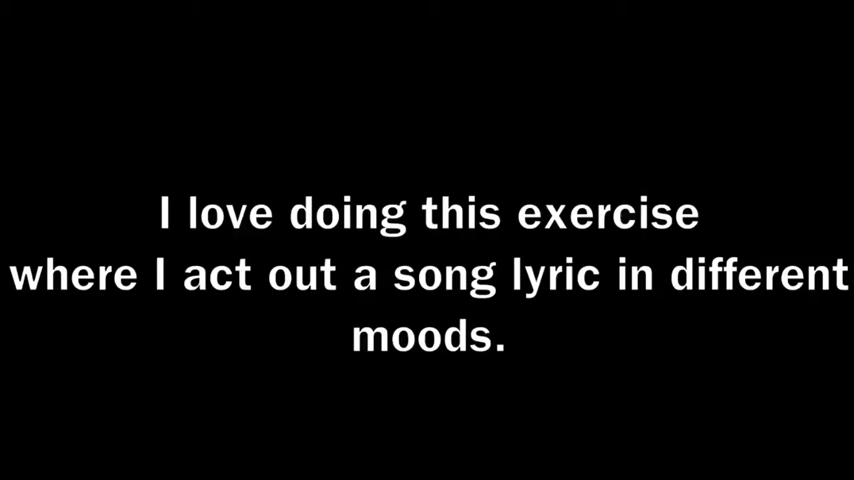 I love doing this exercise
where I act out a song lyric in different
moods.